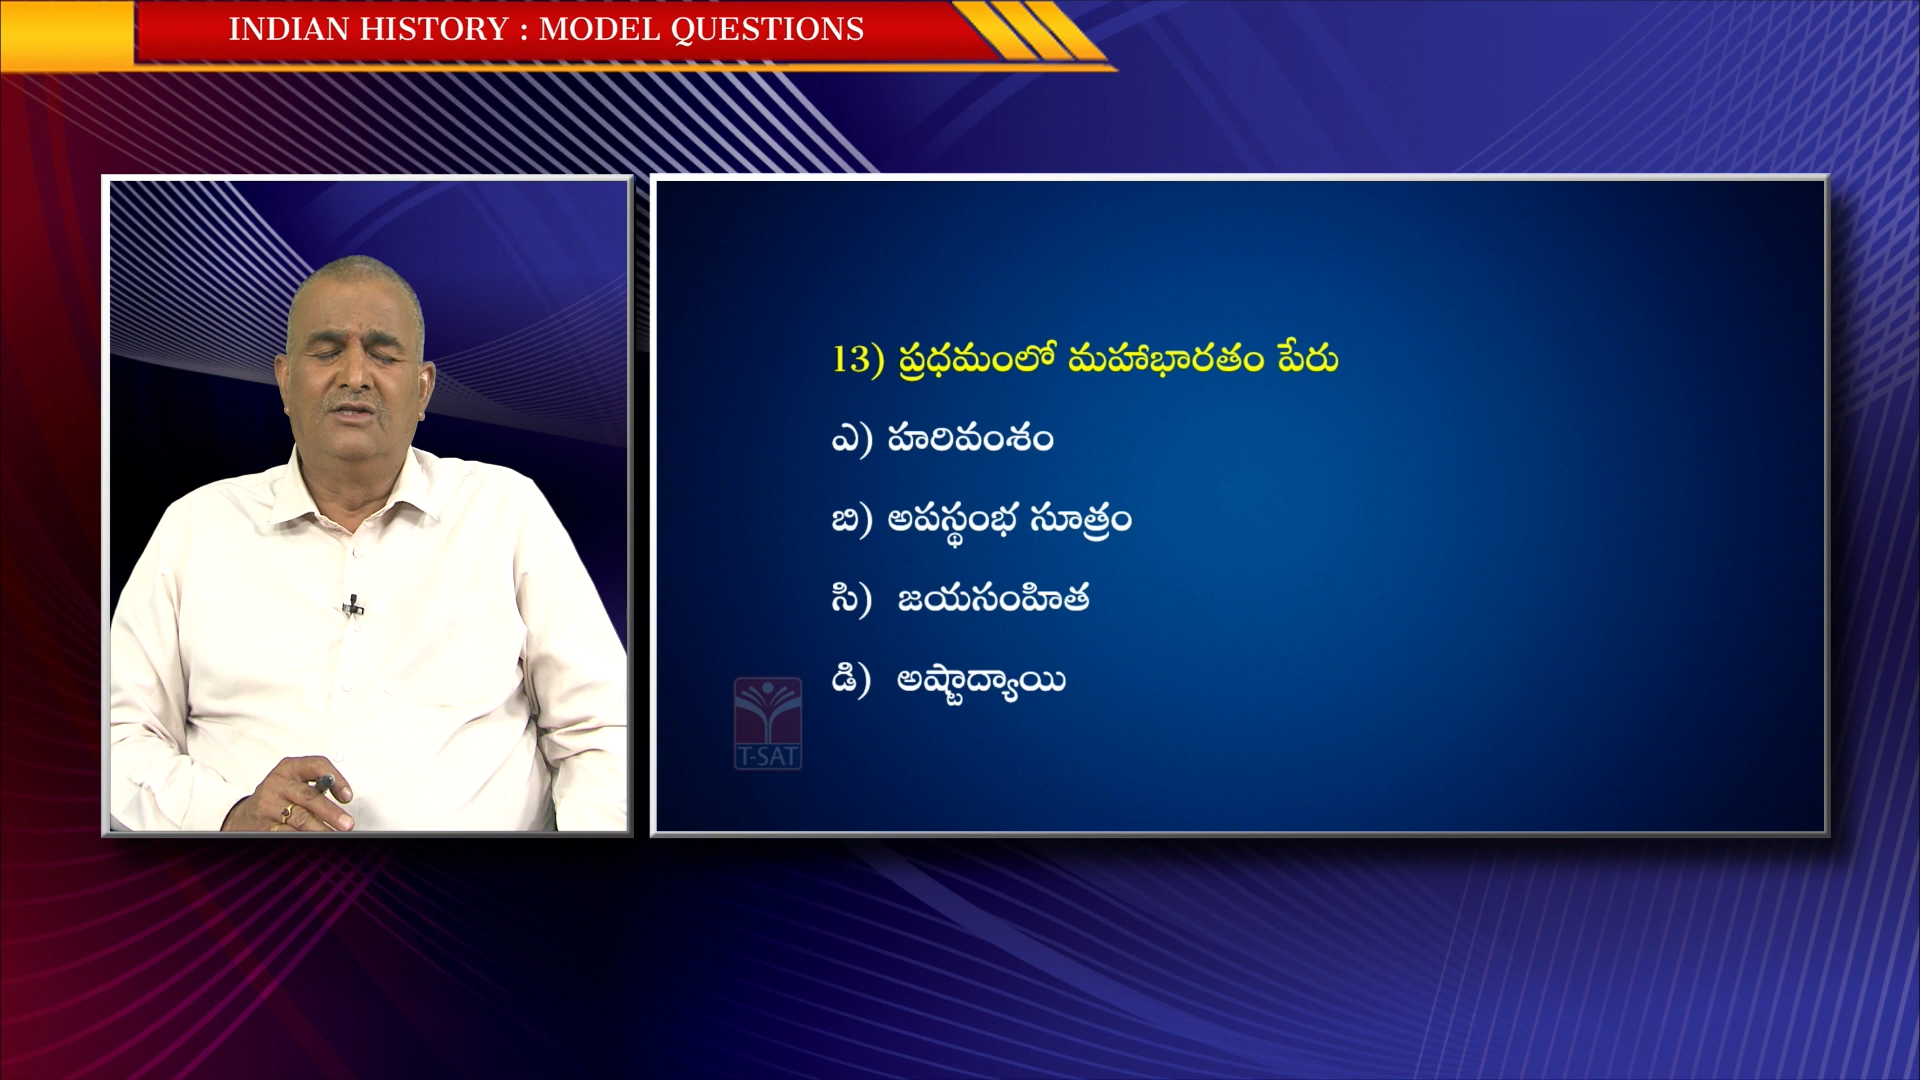 INDIAN HISTORY : MODEL QUESTIONS
13) ప్రధమంలో మహాభారతం పేరు
ఎ) హరివంశం
బి) అపస్థంభ సూత్రం
సి) జయసంహిత
డి) అష్టాద్యాయి
T-SAT